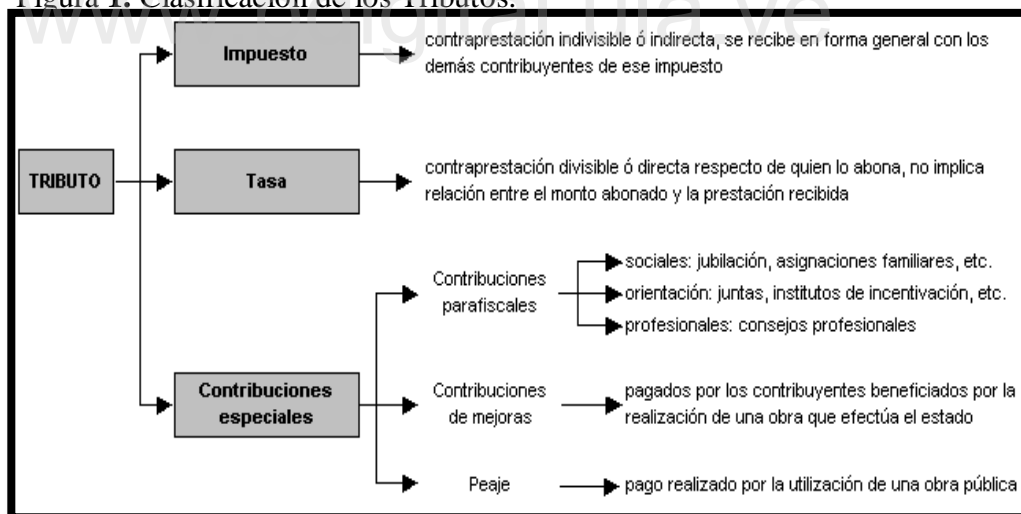 Figura 1. Clasificación de los Tributos.
Impuesto
contraprestación indivisible ó indirecta, se recibe en forma general con los
demás contribuyentes de ese impuesto
TRIBUTO
Tasa
contraprestación divisible ó directa respecto de quien lo abona, no implica
relación entre el monto abonado y la prestación recibida
Contribuciones
especiales
Contribuciones
parafiscales
sociales: jubilación, asignaciones familiares, etc.
orientación: juntas, institutos de incentivación, etc.
profesionales: consejos profesionales
Contribuciones
de mejoras
pagados por los contribuyentes beneficiados por la
realización de una obra que efectúa el estado
Peaje
pago realizado por la utilización de una obra pública